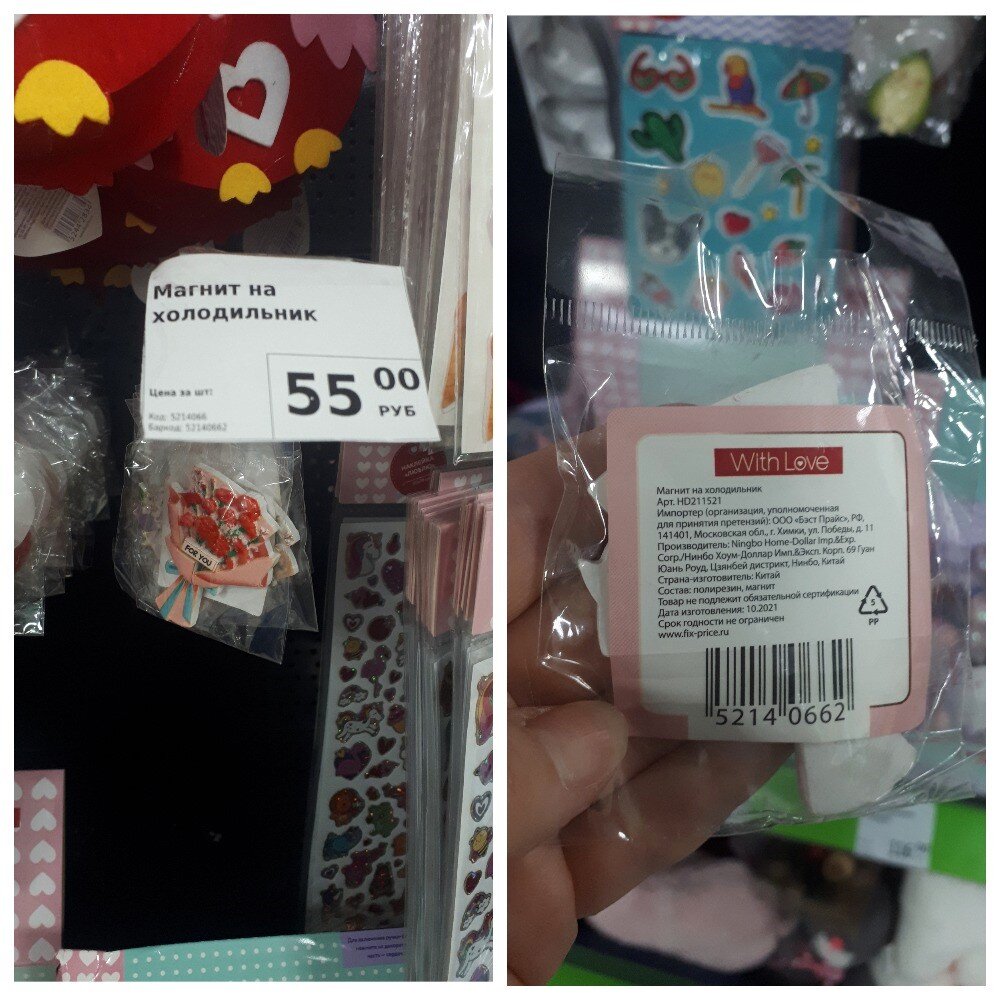 Магнит на
холодильник
55 00
РУБ
Цена за шт:
Код: 5214066
Баркод: 52140662
FOR YOU
НАКЛЕЙКА
With Love
Магнит на холодильник
Арт. HD211521
Импортер (организация, уполномоченная
для принятия претензий): ООО «Бэст Прайс», РФ,
141401, Московская обл., г. Химки, ул. Победы, д. 11
Производитель: Ningbo Home-Dollar Imp.&Exp.
Corp./Нинбо Хоум-Доллар Имп.&Эксп. Корп. 69 Гуан
Юань Роуд, Цзянбей дистрикт, Нинбо, Китай
Страна-изготовитель: Китай
Состав: полирезин, магнит
Товар не подлежит обязательной сертификации
Дата изготовления: 10.2021
Срок годности не ограничен
www.fix-price.ru
5
PP
5214 0662